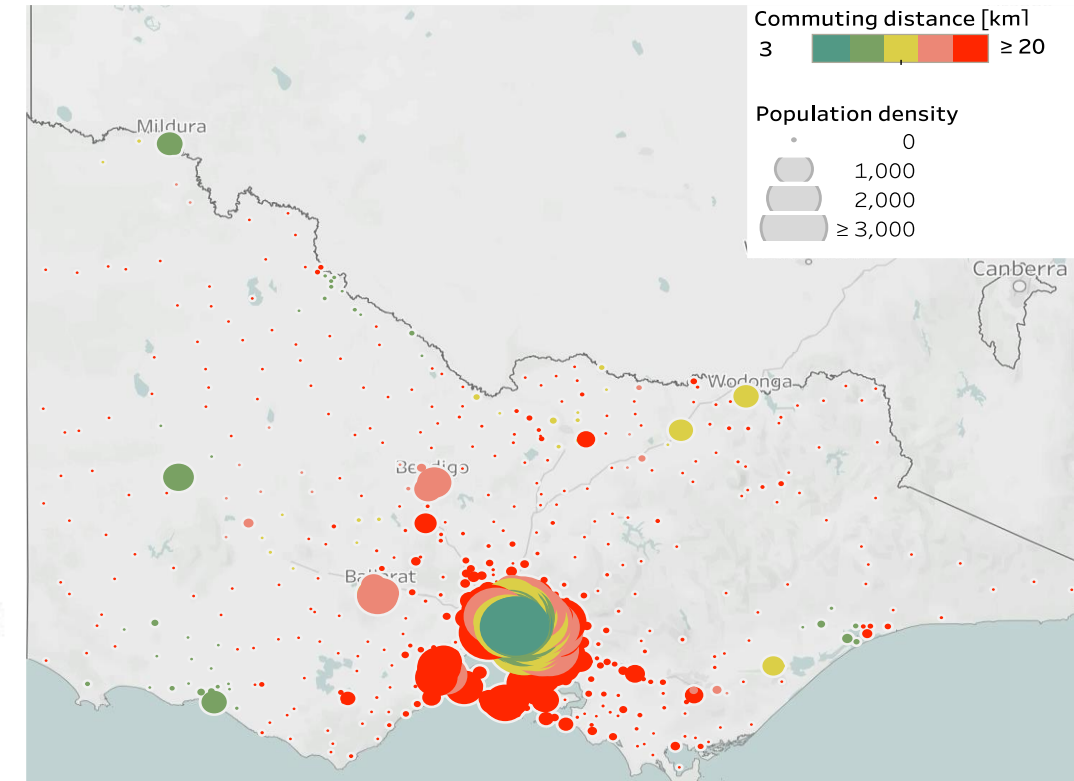 Commuting distance [km]
3 ≥ 20
Population density
0
1,000
2,000
≥ 3,000
Mildura
Canberra
Wodonga
Bendigo
Ballarat